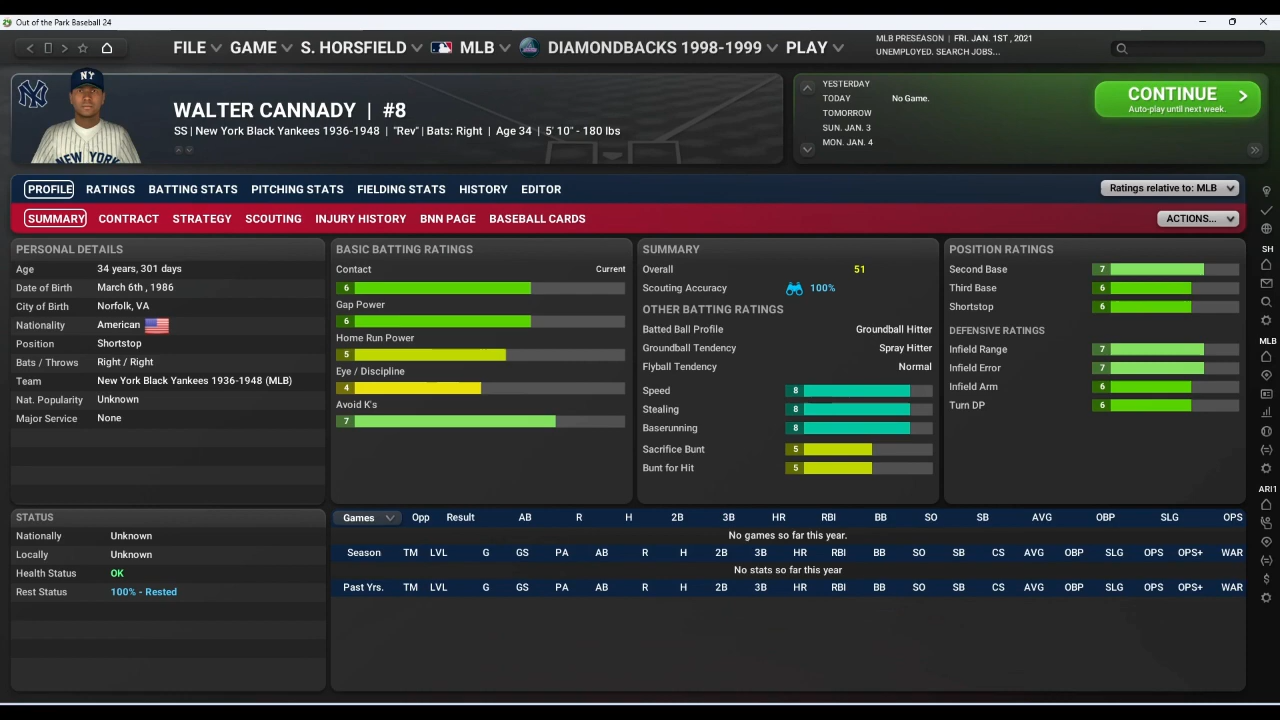 Out of the Park Baseball 24
FILE GAME S. HORSFIELD MLB DIAMONDBACKS 1998-1999 PLAY
MLB PRESEASON | FRI. JAN. 1ST, 2021
UNEMPLOYED. SEARCH JOBS...
WALTER CANNADY | #8
SS | New York Black Yankees 1936-1948 | "Rev" | Bats: Right | Age 34 | 5' 10" - 180 lbs
NY
NEW YORK
YESTERDAY
TODAY No Game.
TOMORROW
SUN. JAN. 3
MON. JAN. 4
CONTINUE
Auto-play until next week.
PROFILE RATINGS BATTING STATS PITCHING STATS FIELDING STATS HISTORY EDITOR
Ratings relative to: MLB
SUMMARY CONTRACT STRATEGY SCOUTING INJURY HISTORY BNN PAGE BASEBALL CARDS
ACTIONS...
PERSONAL DETAILS
Age 34 years, 301 days
Date of Birth March 6th , 1986
City of Birth Norfolk, VA
Nationality American
Position Shortstop
Bats / Throws Right / Right
Team New York Black Yankees 1936-1948 (MLB)
Nat. Popularity Unknown
Major Service None
BASIC BATTING RATINGS
Contact Current
6
Gap Power
6
Home Run Power
5
Eye / Discipline
4
Avoid K's
7
SUMMARY
Overall 51
Scouting Accuracy 100%
OTHER BATTING RATINGS
Batted Ball Profile Groundball Hitter
Groundball Tendency Spray Hitter
Flyball Tendency Normal
Speed 8
Stealing 8
Baserunning 8
Sacrifice Bunt 5
Bunt for Hit 5
POSITION RATINGS
Second Base 7
Third Base 6
Shortstop 6
DEFENSIVE RATINGS
Infield Range 7
Infield Error 7
Infield Arm 6
Turn DP 6
STATUS
Nationally Unknown
Locally Unknown
Health Status OK
Rest Status 100% - Rested
Games Opp Result AB R H 2B 3B HR RBI BB SO SB AVG OBP SLG OPS
No games so far this year.
Season TM LVL G GS PA AB R H 2B 3B HR RBI BB SO SB CS AVG OBP SLG OPS OPS+ WAR
No stats so far this year
Past Yrs. TM LVL G GS PA AB R H 2B 3B HR RBI BB SO SB CS AVG OBP SLG OPS OPS+ WAR
SH
MLB
ARI1